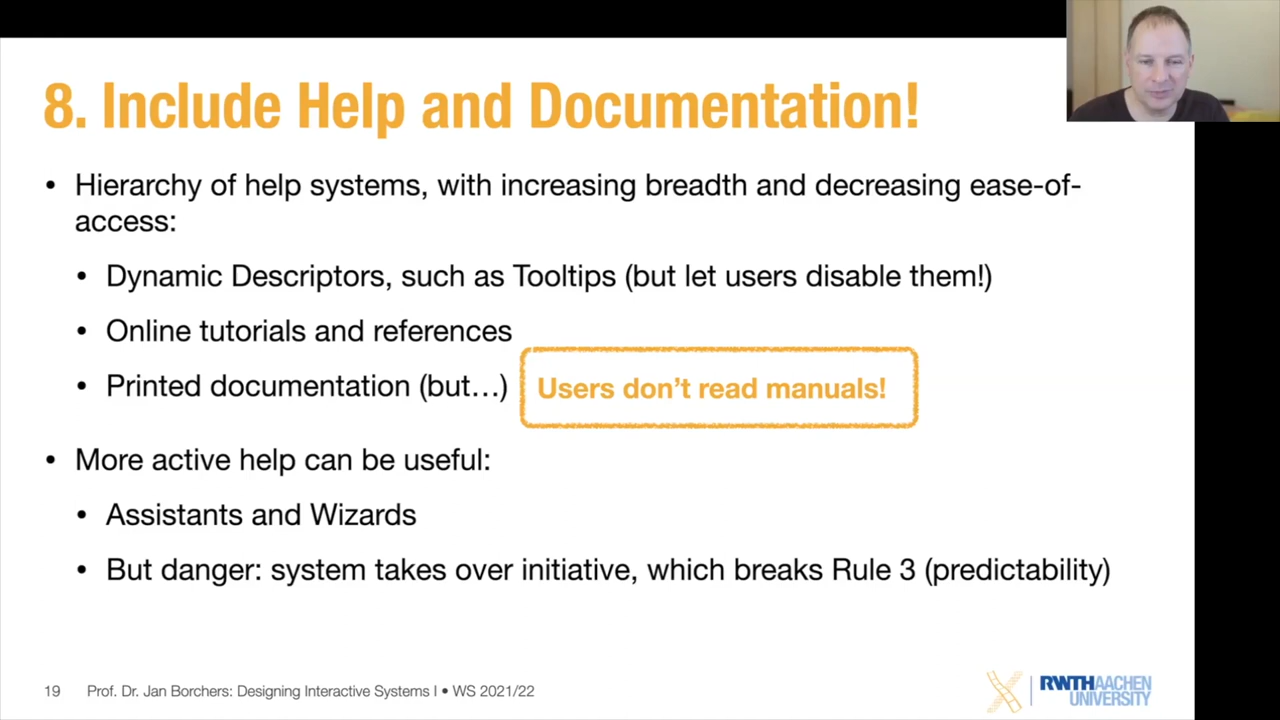 8. Include Help and Documentation!
• Hierarchy of help systems, with increasing breadth and decreasing ease-of-
access:
• Dynamic Descriptors, such as Tooltips (but let users disable them!)
• Online tutorials and references
• Printed documentation (but…) Users don’t read manuals!
• More active help can be useful:
• Assistants and Wizards
• But danger: system takes over initiative, which breaks Rule 3 (predictability)
19 Prof. Dr. Jan Borchers: Designing Interactive Systems I • WS 2021/22
RWTHAACHEN
UNIVERSITY